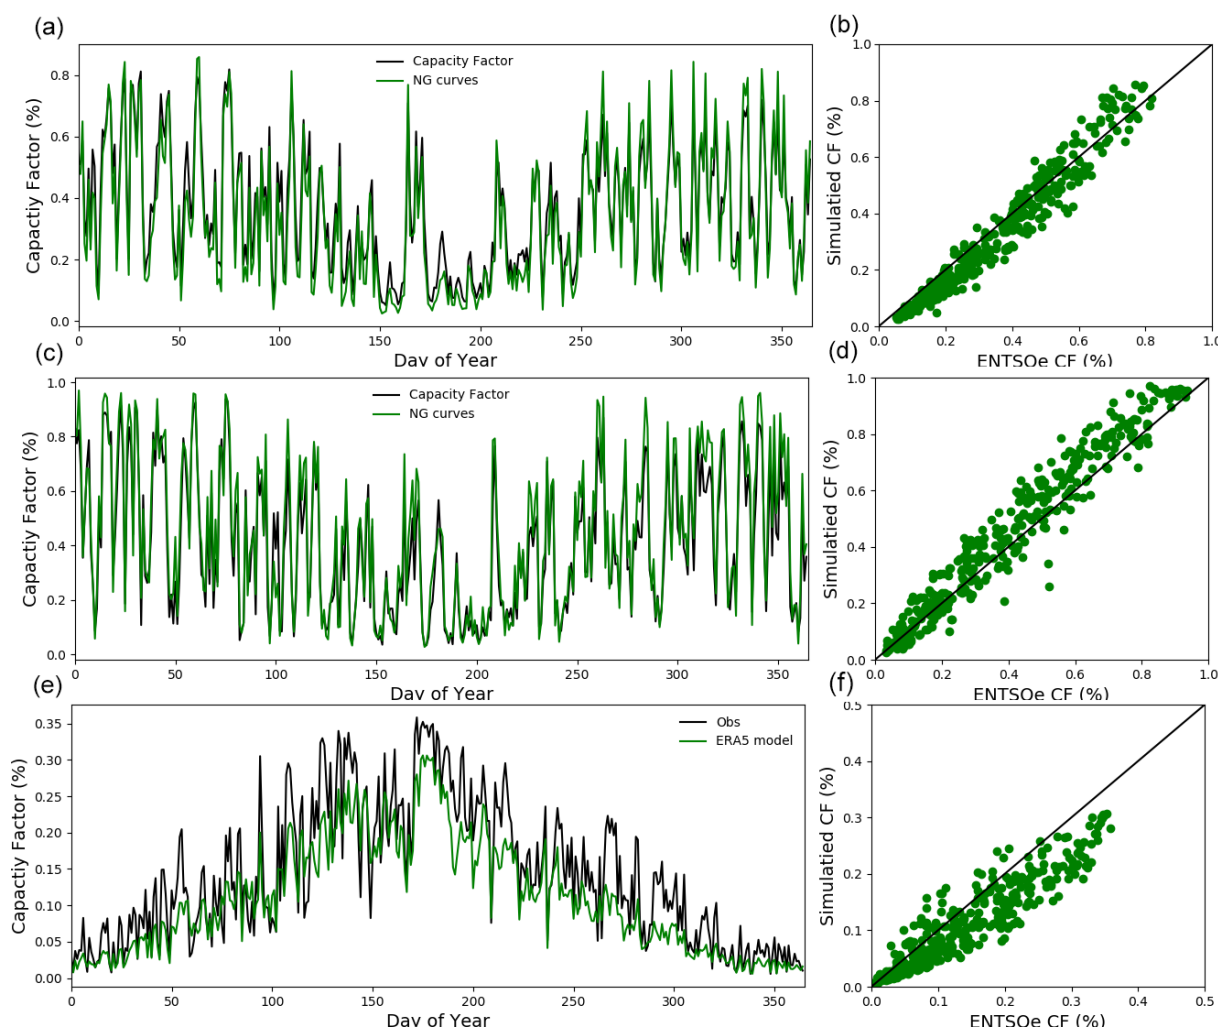 (a)
Capacity Factor
NG curves
Capactiy Factor (%)
0.8
0.6
0.4
0.2
0.0
0 50 100 150 200 250 300 350
Day of Year
(b)
Simulatied CF (%)
1.0
0.8
0.6
0.4
0.2
0.0
0.0 0.2 0.4 0.6 0.8 1.0
ENTSOe CF (%)
(c)
Capacity Factor
NG curves
Capactiy Factor (%)
1.0
0.8
0.6
0.4
0.2
0.0
0 50 100 150 200 250 300 350
Day of Year
(d)
Simulatied CF (%)
1.0
0.8
0.6
0.4
0.2
0.0
0.0 0.2 0.4 0.6 0.8 1.0
ENTSOe CF (%)
(e)
Obs
ERA5 model
Capactiy Factor (%)
0.35
0.30
0.25
0.20
0.15
0.10
0.05
0.00
0 50 100 150 200 250 300 350
Day of Year
(f)
Simulatied CF (%)
0.5
0.4
0.3
0.2
0.1
0.0
0.0 0.1 0.2 0.3 0.4 0.5
ENTSOe CF (%)